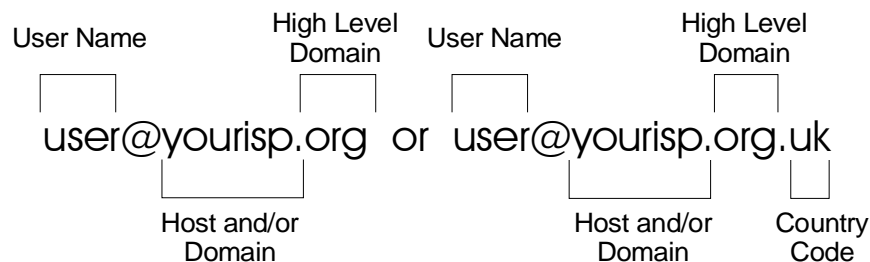 User Name High Level Domain User Name High Level Domain
user@yourisp.org or user@yourisp.org.uk
Host and/or Domain Host and/or Domain Country Code